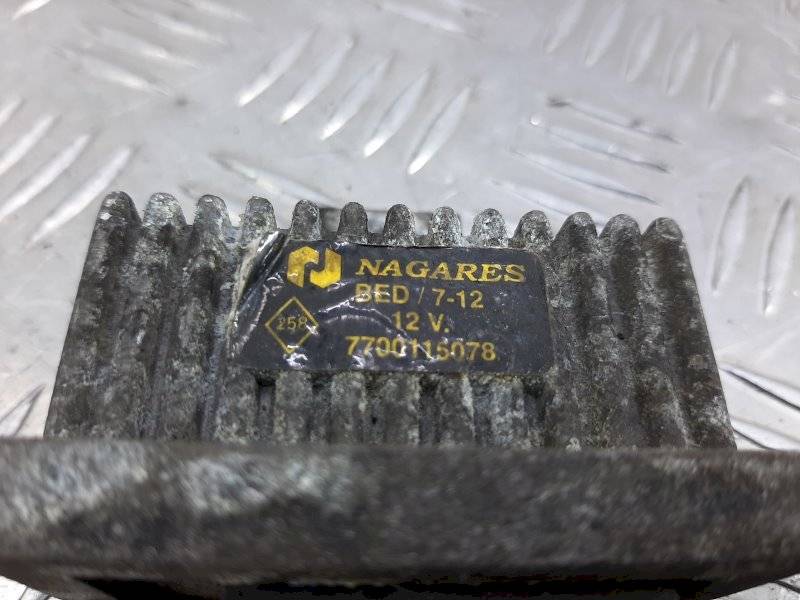 NAGARES
BED / 7-12
258
12 V.
7700115078